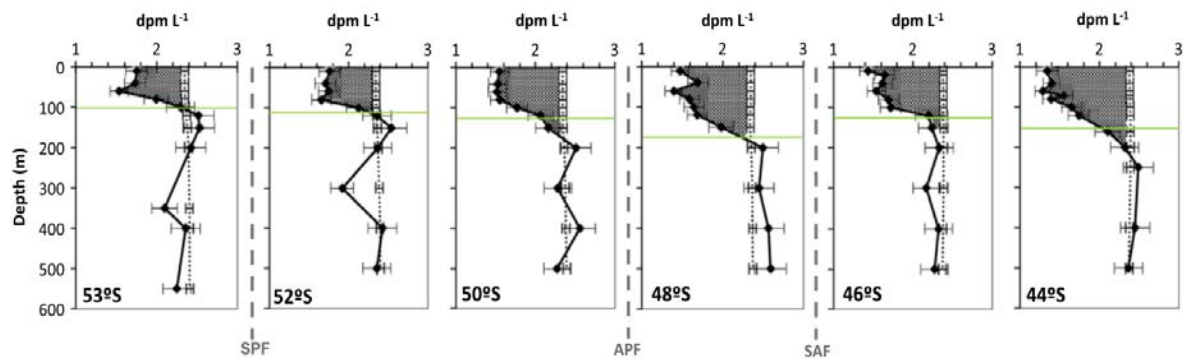 dpm L⁻¹ dpm L⁻¹ dpm L⁻¹ dpm L⁻¹ dpm L⁻¹ dpm L⁻¹
1 2 3 1 2 3 1 2 3 1 2 3 1 2 3 1 2 3
0
100
200
300
400
500
600
Depth (m)
53ºS 52ºS 50ºS 48ºS 46ºS 44ºS
SPF APF SAF